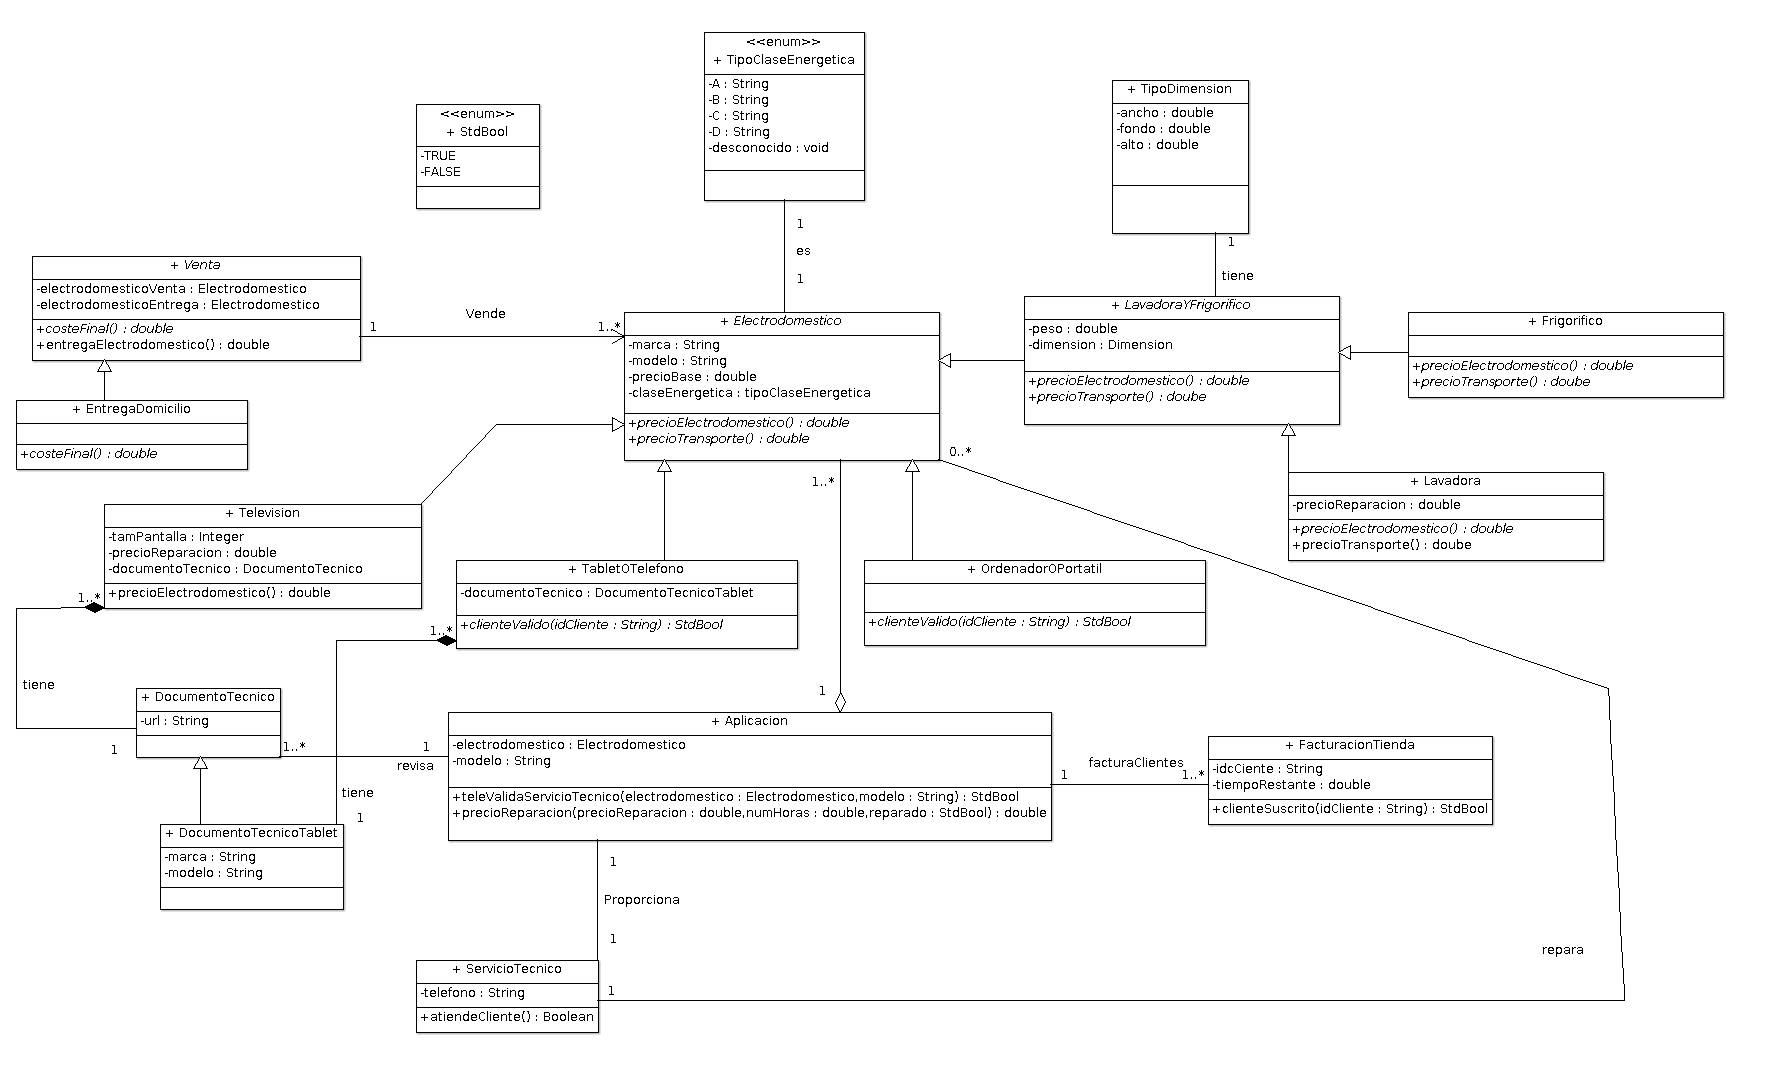 <<enum>>
+ TipoClaseEnergetica
-A : String
-B : String
-C : String
-D : String
-desconocido : void
<<enum>>
+ StdBool
-TRUE
-FALSE
+ TipoDimension
-ancho : double
-fondo : double
-alto : double
1
es
1
1
tiene
+ Venta
-electrodomesticoVenta : Electrodomestico
-electrodomesticoEntrega : Electrodomestico
+costeFinal() : double
+entregaElectrodomestico() : double
1
Vende
1..*
+ Electrodomestico
-marca : String
-modelo : String
-precioBase : double
-claseEnergetica : tipoClaseEnergetica
+precioElectrodomestico() : double
+precioTransporte() : double
+ LavadoraYFrigorifico
-peso : double
-dimension : Dimension
+precioElectrodomestico() : double
+precioTransporte() : doube
+ Frigorifico
+precioElectrodomestico() : double
+precioTransporte() : doube
+ EntregaDomicilio
+costeFinal() : double
0..*
1..*
+ Lavadora
-precioReparacion : double
+precioElectrodomestico() : double
+precioTransporte() : doube
+ Television
-tamPantalla : Integer
-precioReparacion : double
-documentoTecnico : DocumentoTecnico
+precioElectrodomestico() : double
1..*
+ TabletOTelefono
-documentoTecnico : DocumentoTecnicoTablet
+clienteValido(idCliente : String) : StdBool
1..*
+ OrdenadorOPortatil
+clienteValido(idCliente : String) : StdBool
tiene
1
+ DocumentoTecnico
-url : String
1..*
1
revisa
1
+ Aplicacion
-electrodomestico : Electrodomestico
-modelo : String
+teleValidaServicioTecnico(electrodomestico : Electrodomestico,modelo : String) : StdBool
+precioReparacion(precioReparacion : double,numHoras : double,reparado : StdBool) : double
facturaClientes
1
1..*
+ FacturacionTienda
-idcCiente : String
-tiempoRestante : double
+clienteSuscrito(idCliente : String) : StdBool
tiene
1
+ DocumentoTecnicoTablet
-marca : String
-modelo : String
1
Proporciona
1
+ ServicioTecnico
-telefono : String
+atiendeCliente() : Boolean
1
repara